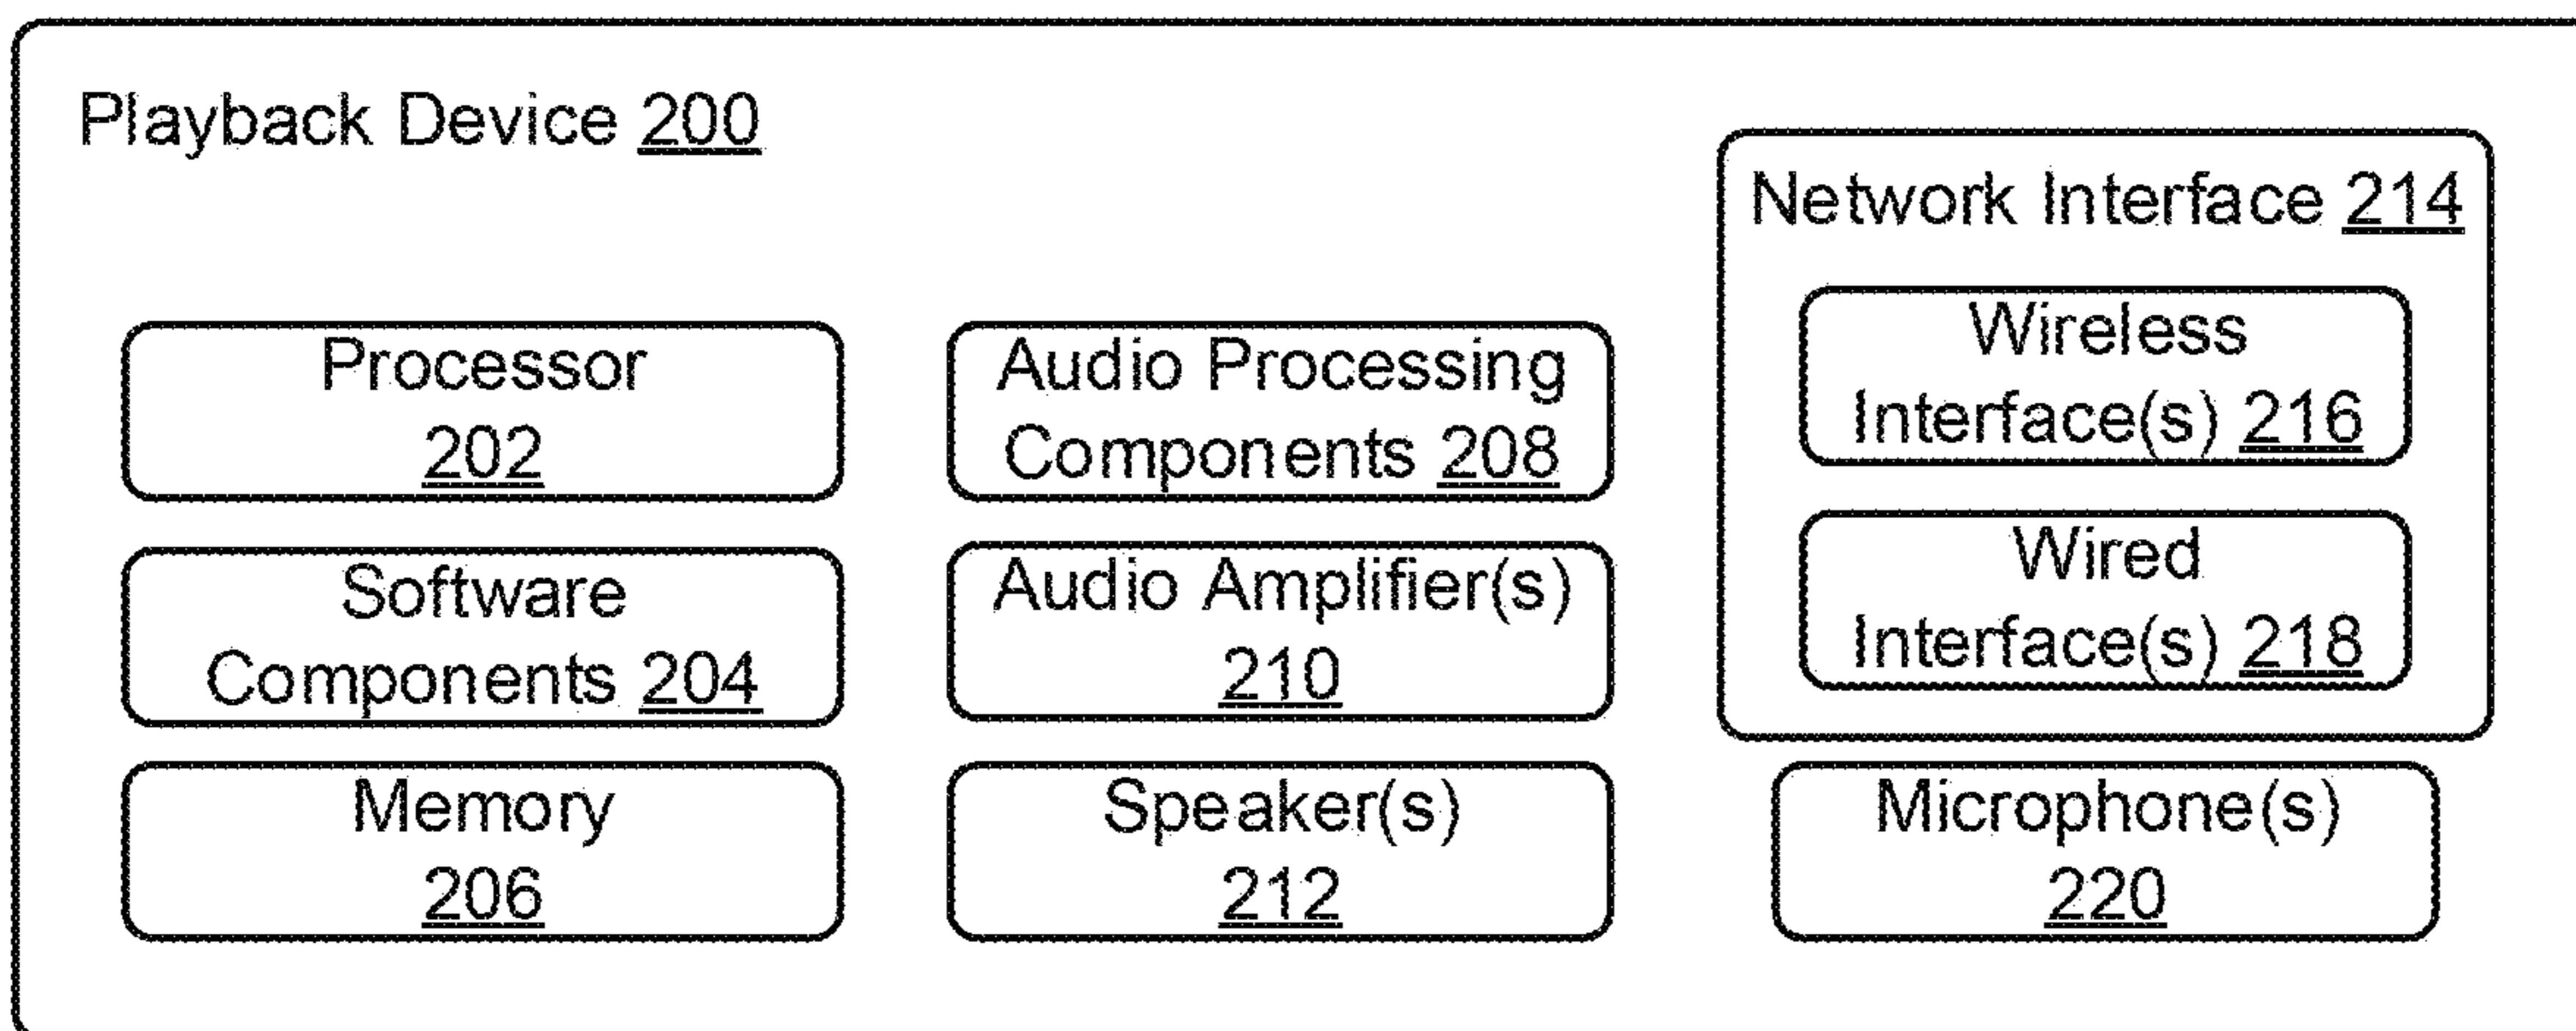 Playback Device 200
Processor
202
Software
Components 204
Memory
206
Audio Processing
Components 208
Audio Amplifier(s)
210
Speaker(s)
212
Network Interface 214
Wireless
Interface(s) 216
Wired
Interface(s) 218
Microphone(s)
220